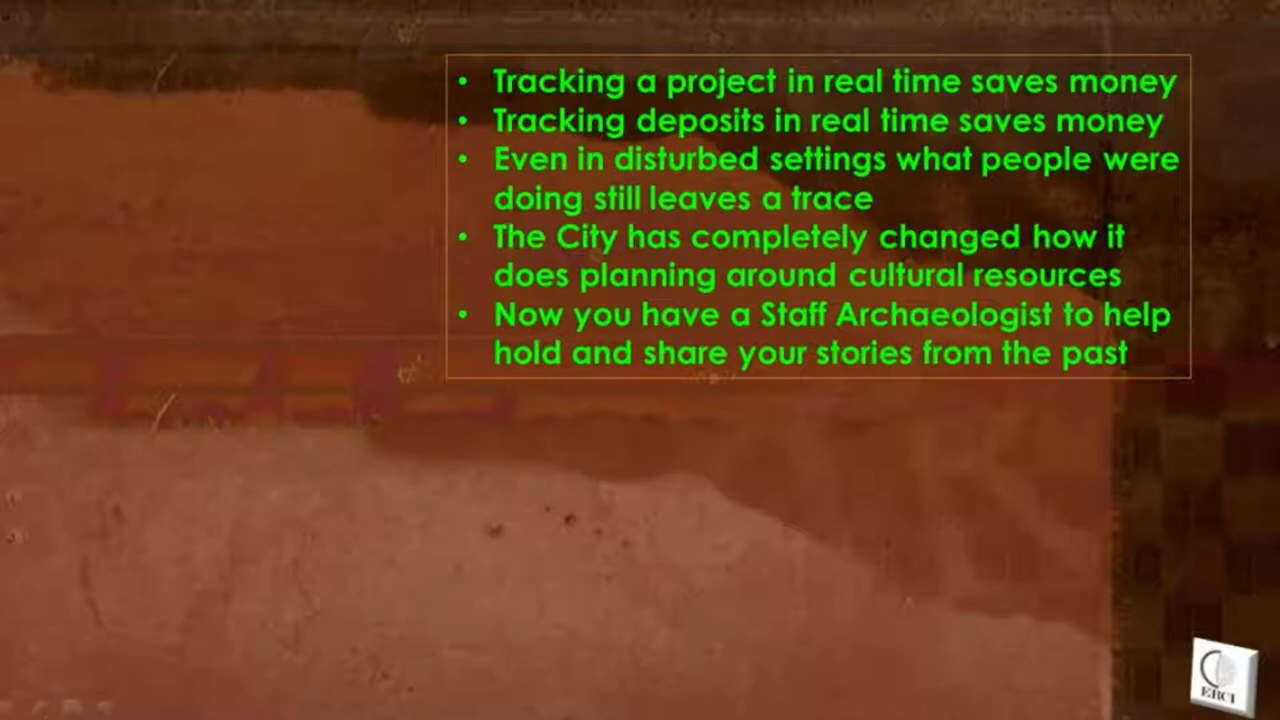 • Tracking a project in real time saves money
• Tracking deposits in real time saves money
• Even in disturbed settings what people were
doing still leaves a trace
• The City has completely changed how it
does planning around cultural resources
• Now you have a Staff Archaeologist to help
hold and share your stories from the past
ERCI